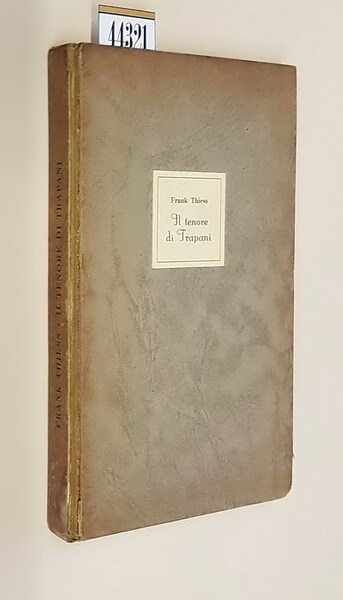 44321
Frank Thiess
Il tenore
di Trapani
FRANK THIESS • IL TENORE DI TRAPANI